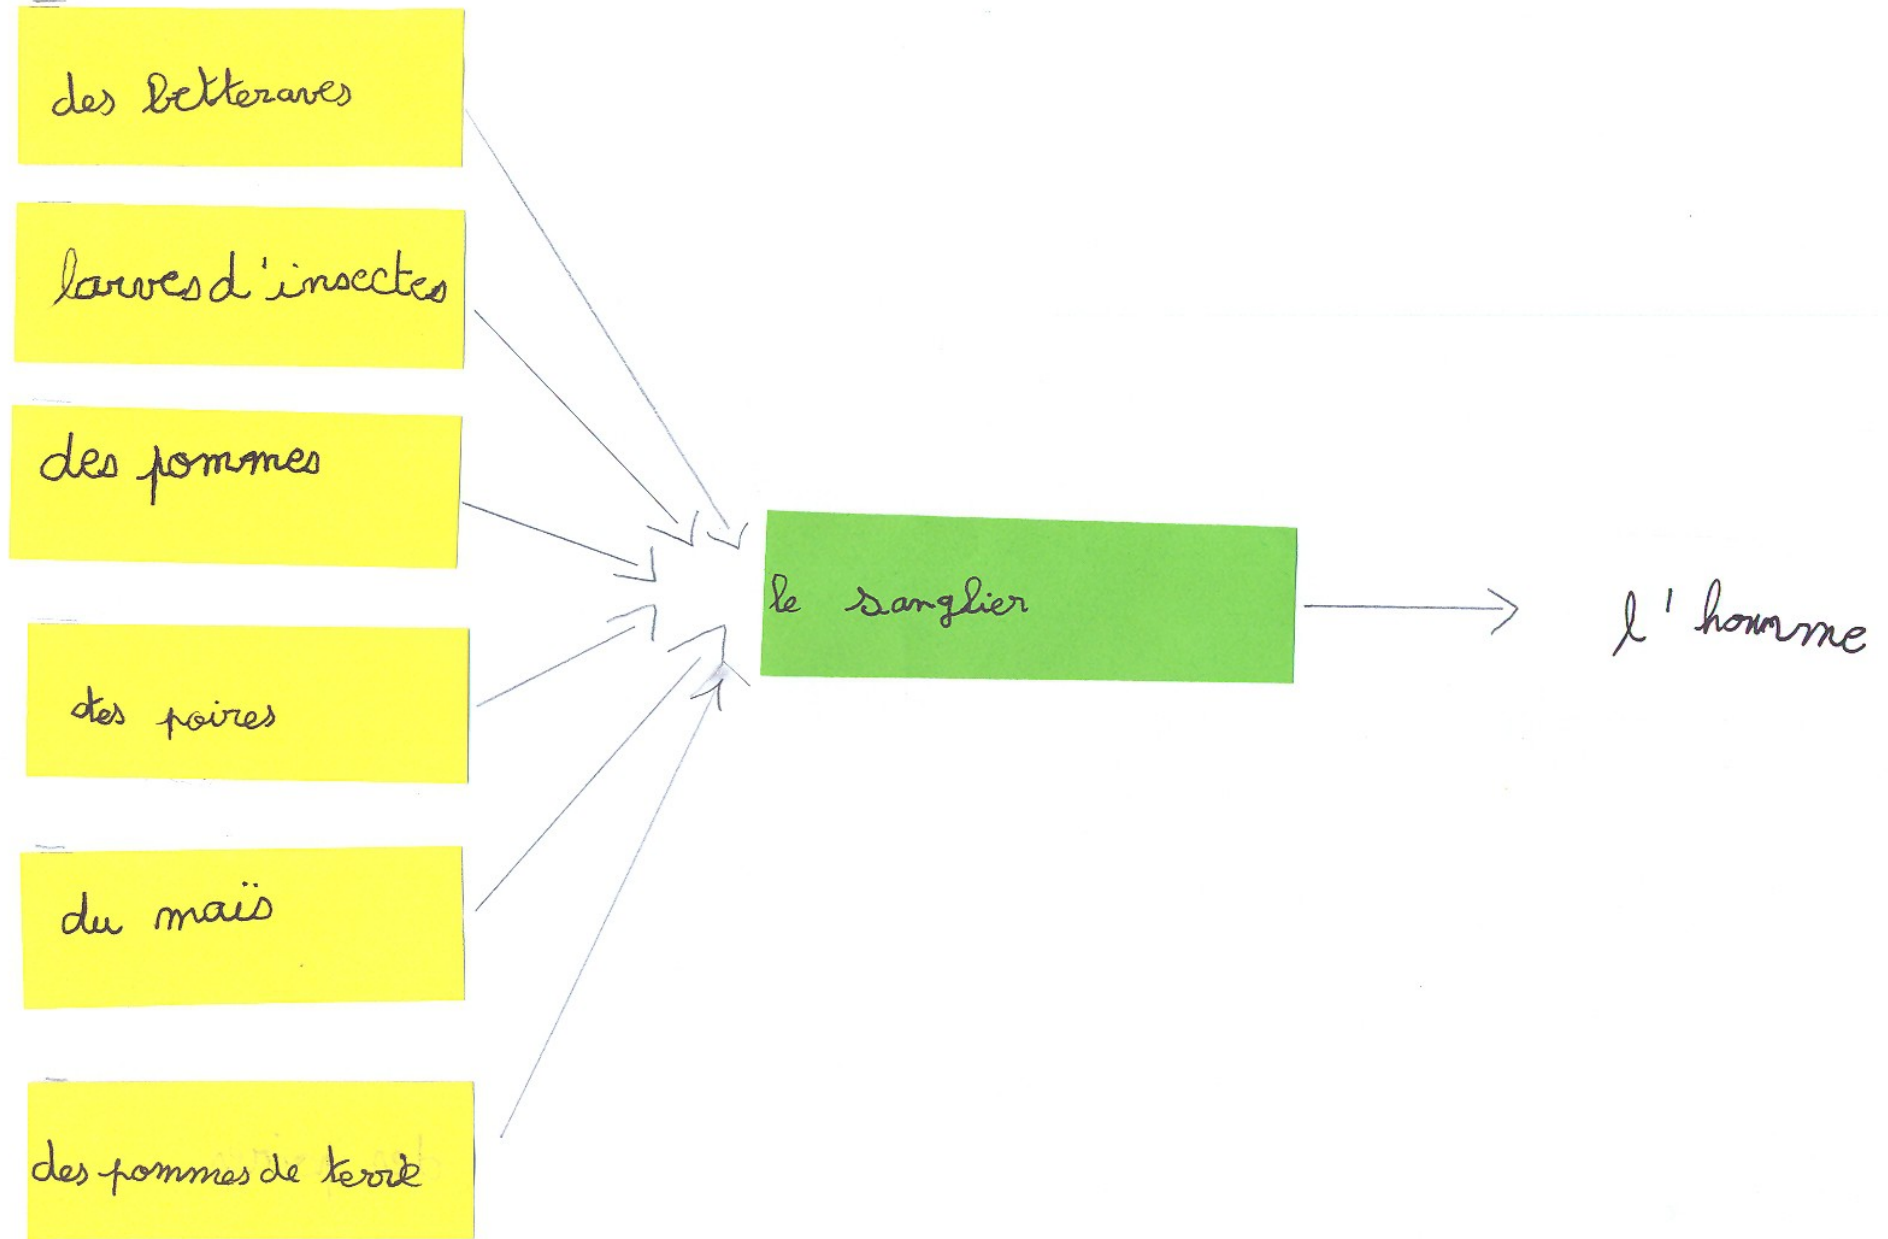 des betteraves
larves d'insectes
des pommes
des poires
du maïs
des pommes de terre
le sanglier
l'homme